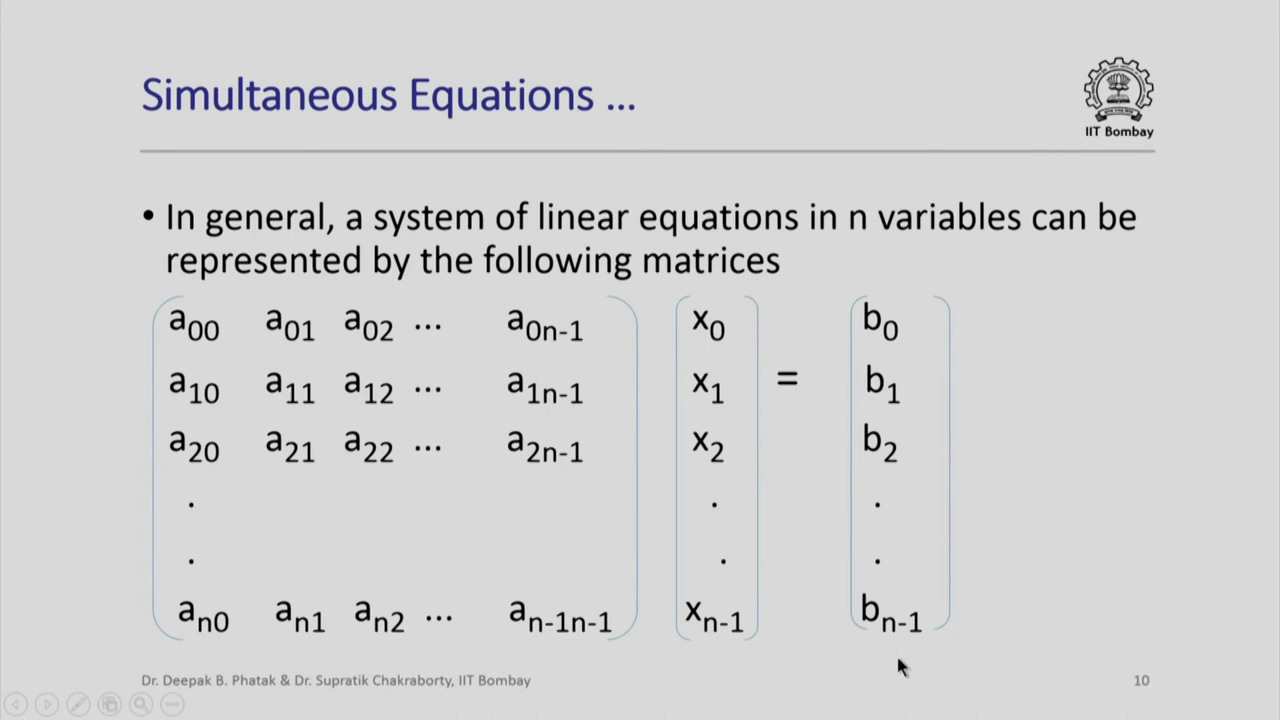 Simultaneous Equations ...
IIT Bombay
• In general, a system of linear equations in n variables can be
represented by the following matrices
a00 a01 a02 ... a0n-1 x0 b0
a10 a11 a12 ... a1n-1 x1 = b1
a20 a21 a22 ... a2n-1 x2 b2
. . .
. . .
an0 an1 an2 ... an-1n-1 xn-1 bn-1
Dr. Deepak B. Phatak & Dr. Supratik Chakraborty, IIT Bombay 10